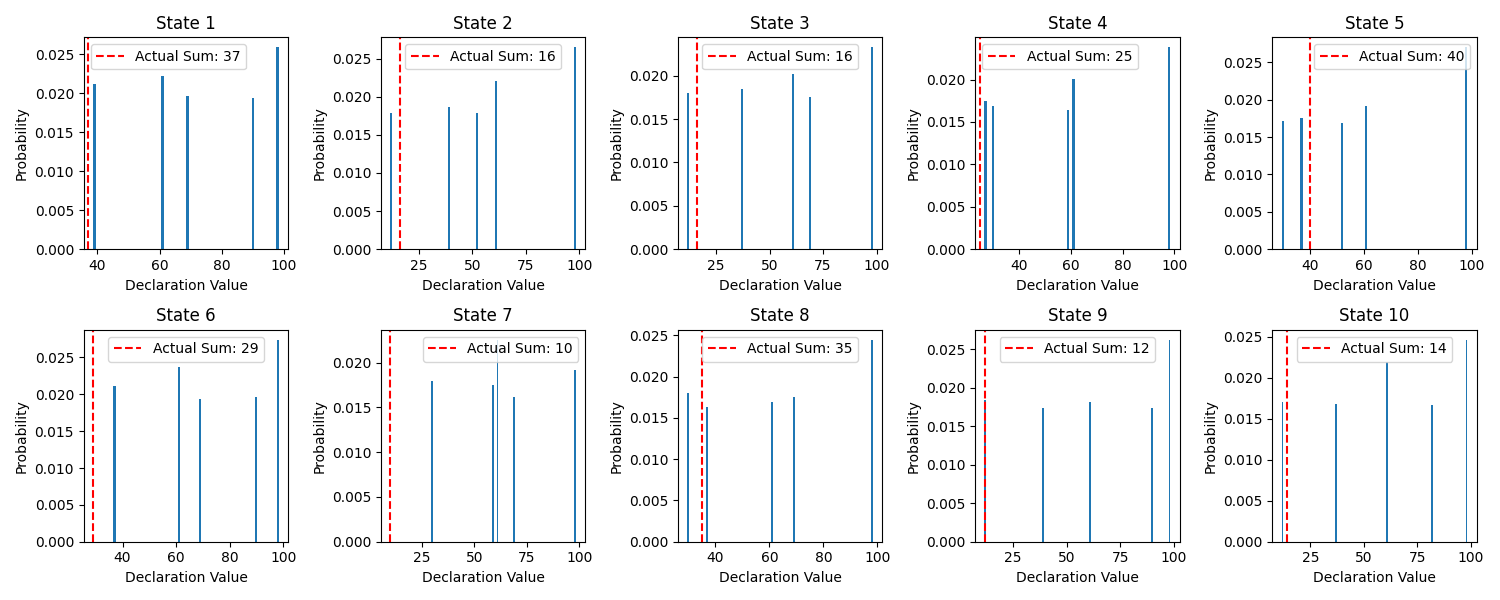 State 1
Actual Sum: 37
Probability
0.025
0.020
0.015
0.010
0.005
0.000
40 60 80 100
Declaration Value
State 2
Actual Sum: 16
Probability
0.025
0.020
0.015
0.010
0.005
0.000
25 50 75 100
Declaration Value
State 3
Actual Sum: 16
Probability
0.020
0.015
0.010
0.005
0.000
25 50 75 100
Declaration Value
State 4
Actual Sum: 25
Probability
0.020
0.015
0.010
0.005
0.000
40 60 80 100
Declaration Value
State 5
Actual Sum: 40
Probability
0.025
0.020
0.015
0.010
0.005
0.000
40 60 80 100
Declaration Value
State 6
Actual Sum: 29
Probability
0.025
0.020
0.015
0.010
0.005
0.000
40 60 80 100
Declaration Value
State 7
Actual Sum: 10
Probability
0.020
0.015
0.010
0.005
0.000
25 50 75 100
Declaration Value
State 8
Actual Sum: 35
Probability
0.025
0.020
0.015
0.010
0.005
0.000
40 60 80 100
Declaration Value
State 9
Actual Sum: 12
Probability
0.025
0.020
0.015
0.010
0.005
0.000
25 50 75 100
Declaration Value
State 10
Actual Sum: 14
Probability
0.025
0.020
0.015
0.010
0.005
0.000
25 50 75 100
Declaration Value